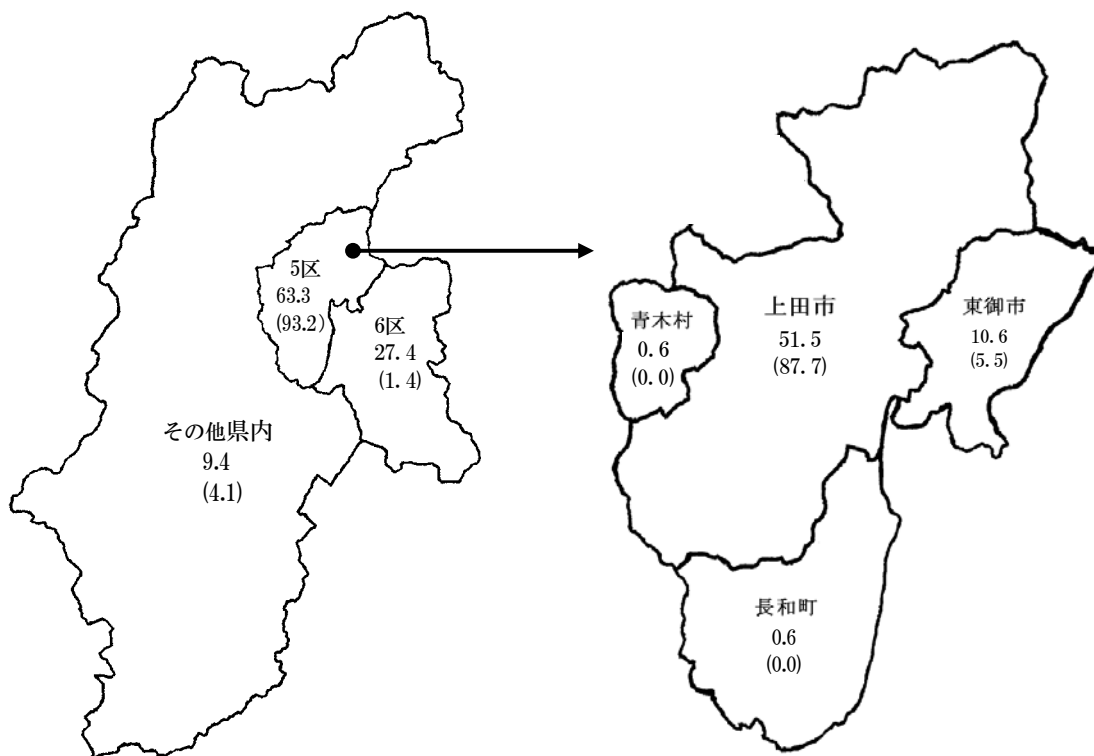 5区
63.3
(93.2)
6区
27.4
(1.4)
その他県内
9.4
(4.1)
青木村
0.6
(0.0)
上田市
51.5
(87.7)
東御市
10.6
(5.5)
長和町
0.6
(0.0)